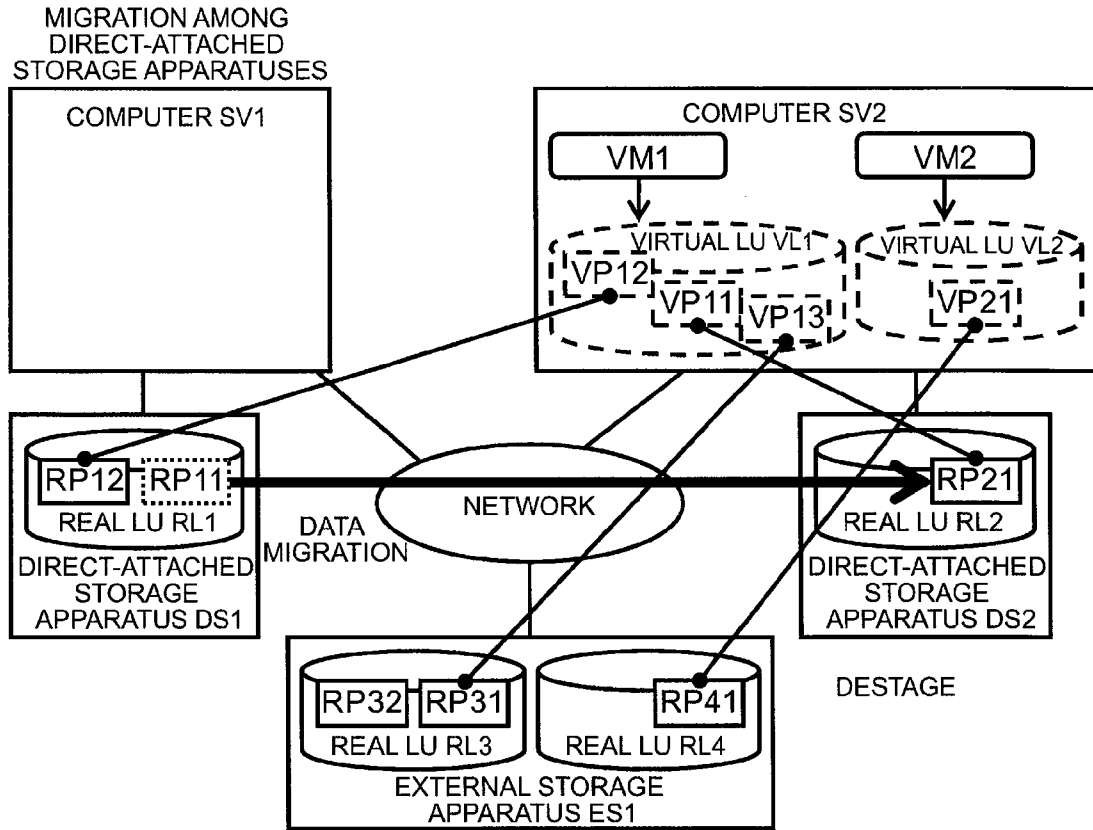 MIGRATION AMONG
DIRECT-ATTACHED
STORAGE APPARATUSES
COMPUTER SV1
COMPUTER SV2
VM1
VM2
VIRTUAL LU VL1
VIRTUAL LU VL2
VP12
VP11
VP13
VP21
RP12
RP11
REAL LU RL1
DIRECT-ATTACHED
STORAGE
APPARATUS DS1
DATA
MIGRATION
NETWORK
RP21
REAL LU RL2
DIRECT-ATTACHED
STORAGE
APPARATUS DS2
RP32
RP31
REAL LU RL3
RP41
REAL LU RL4
EXTERNAL STORAGE
APPARATUS ES1
DESTAGE